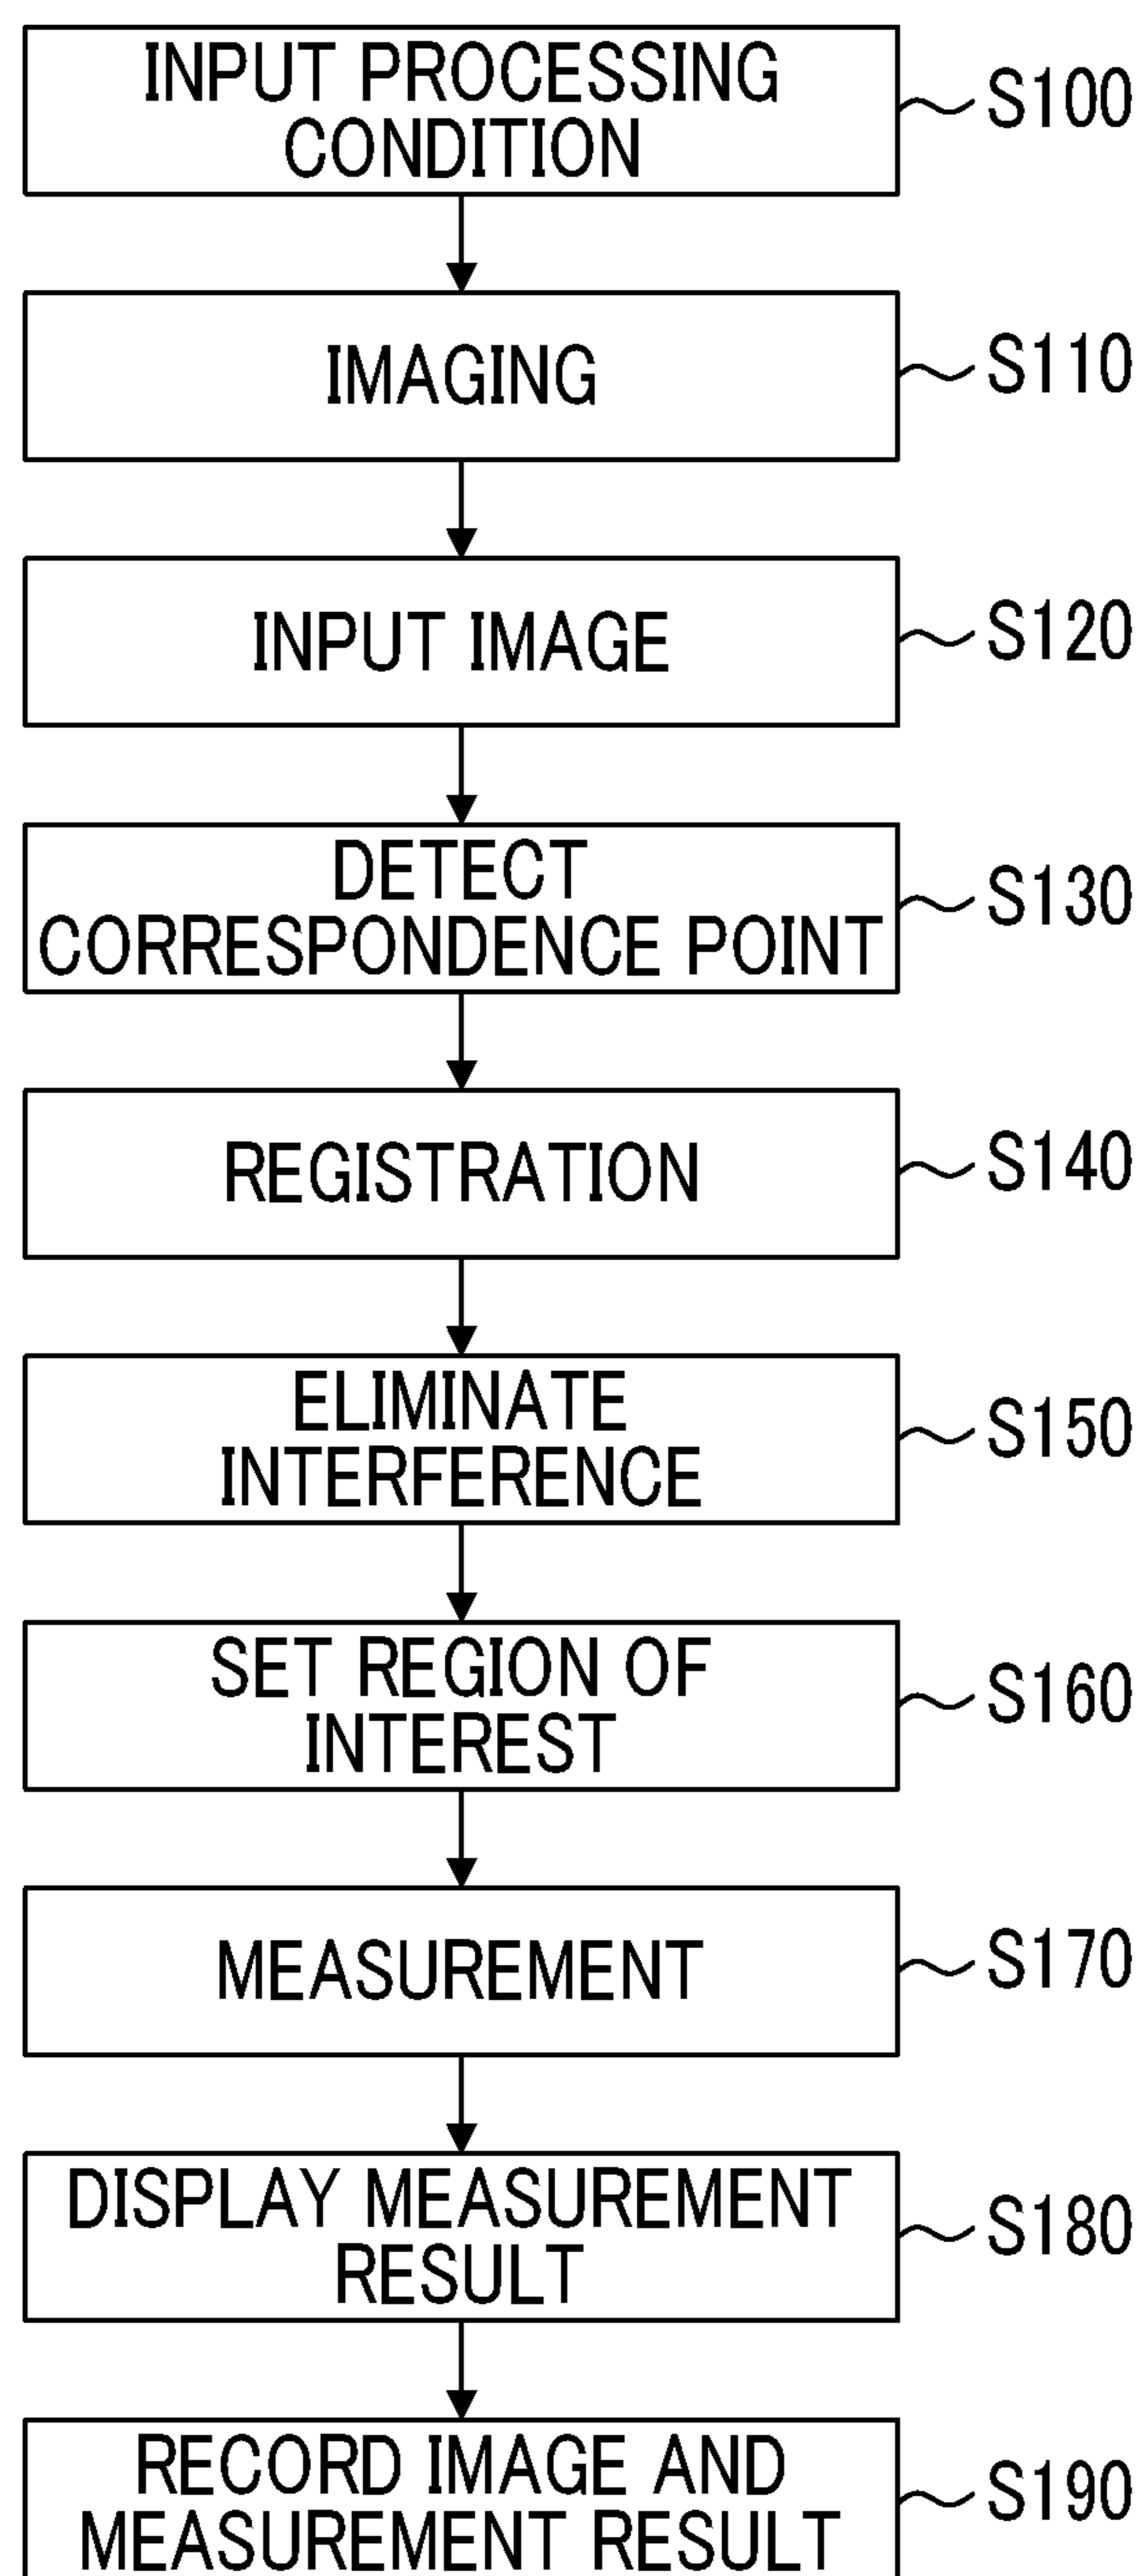 INPUT PROCESSING
CONDITION
S100
IMAGING
S110
INPUT IMAGE
S120
DETECT
CORRESPONDENCE POINT
S130
REGISTRATION
S140
ELIMINATE
INTERFERENCE
S150
SET REGION OF
INTEREST
S160
MEASUREMENT
S170
DISPLAY MEASUREMENT
RESULT
S180
RECORD IMAGE AND
MEASUREMENT RESULT
S190